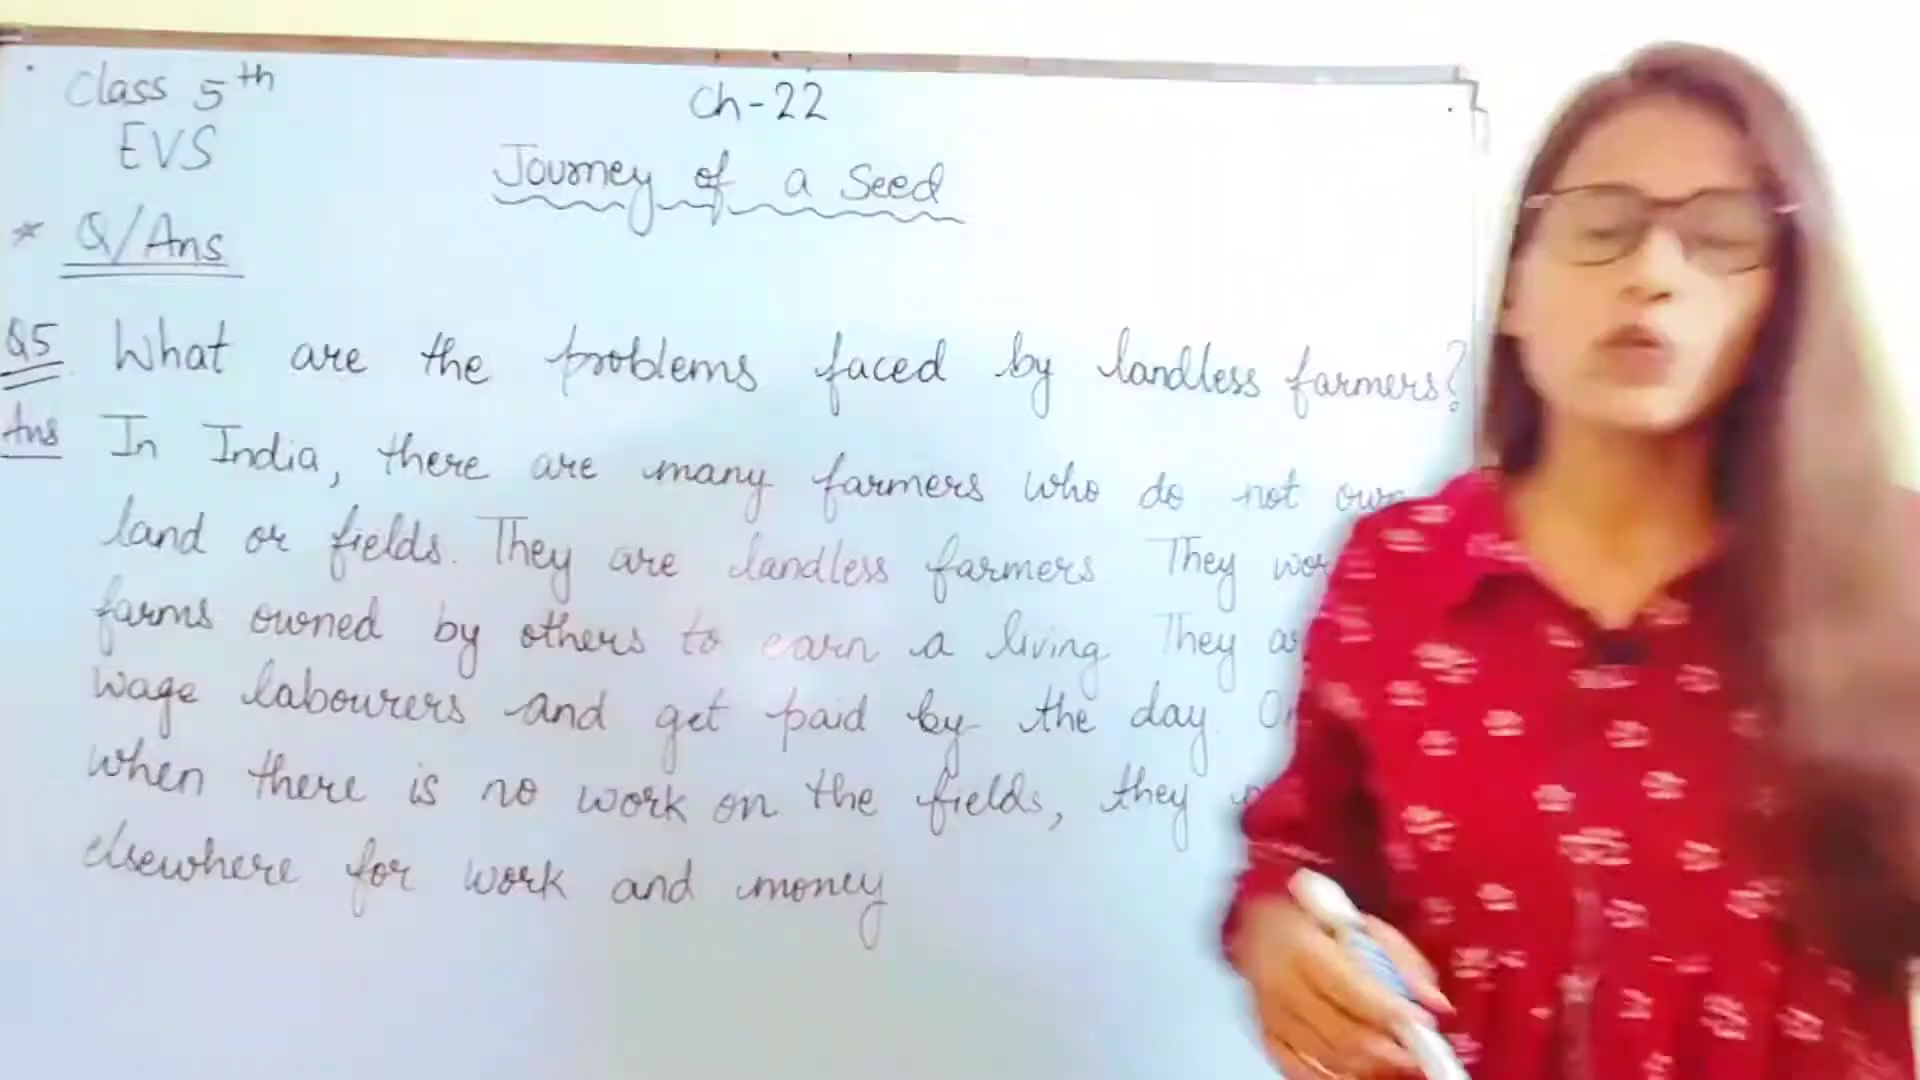 Class 5th
EVS
Ch-22
Journey of a Seed
* Q/Ans
Q5 What are the problems faced by landless farmers?
Ans In India, there are many farmers who do not own
land or fields. They are landless farmers They
farms owned by others to earn a living They
wage labourers and get paid by the day.
when there is no work on the fields, they
elsewhere for work and money